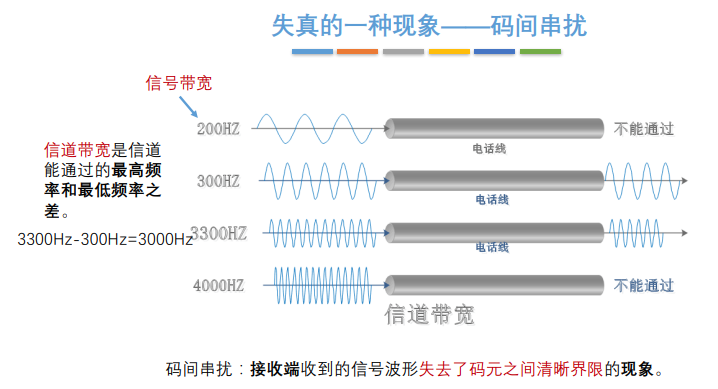 失真的一种现象——码间串扰
信号带宽
200HZ
不能通过
电话线
信道带宽是信道
能通过的最高频
率和最低频率之
差。
3300Hz-300Hz=3000Hz
300HZ
电话线
3300HZ
电话线
4000HZ
不能通过
信道带宽
码间串扰：接收端收到的信号波形失去了码元之间清晰界限的现象。